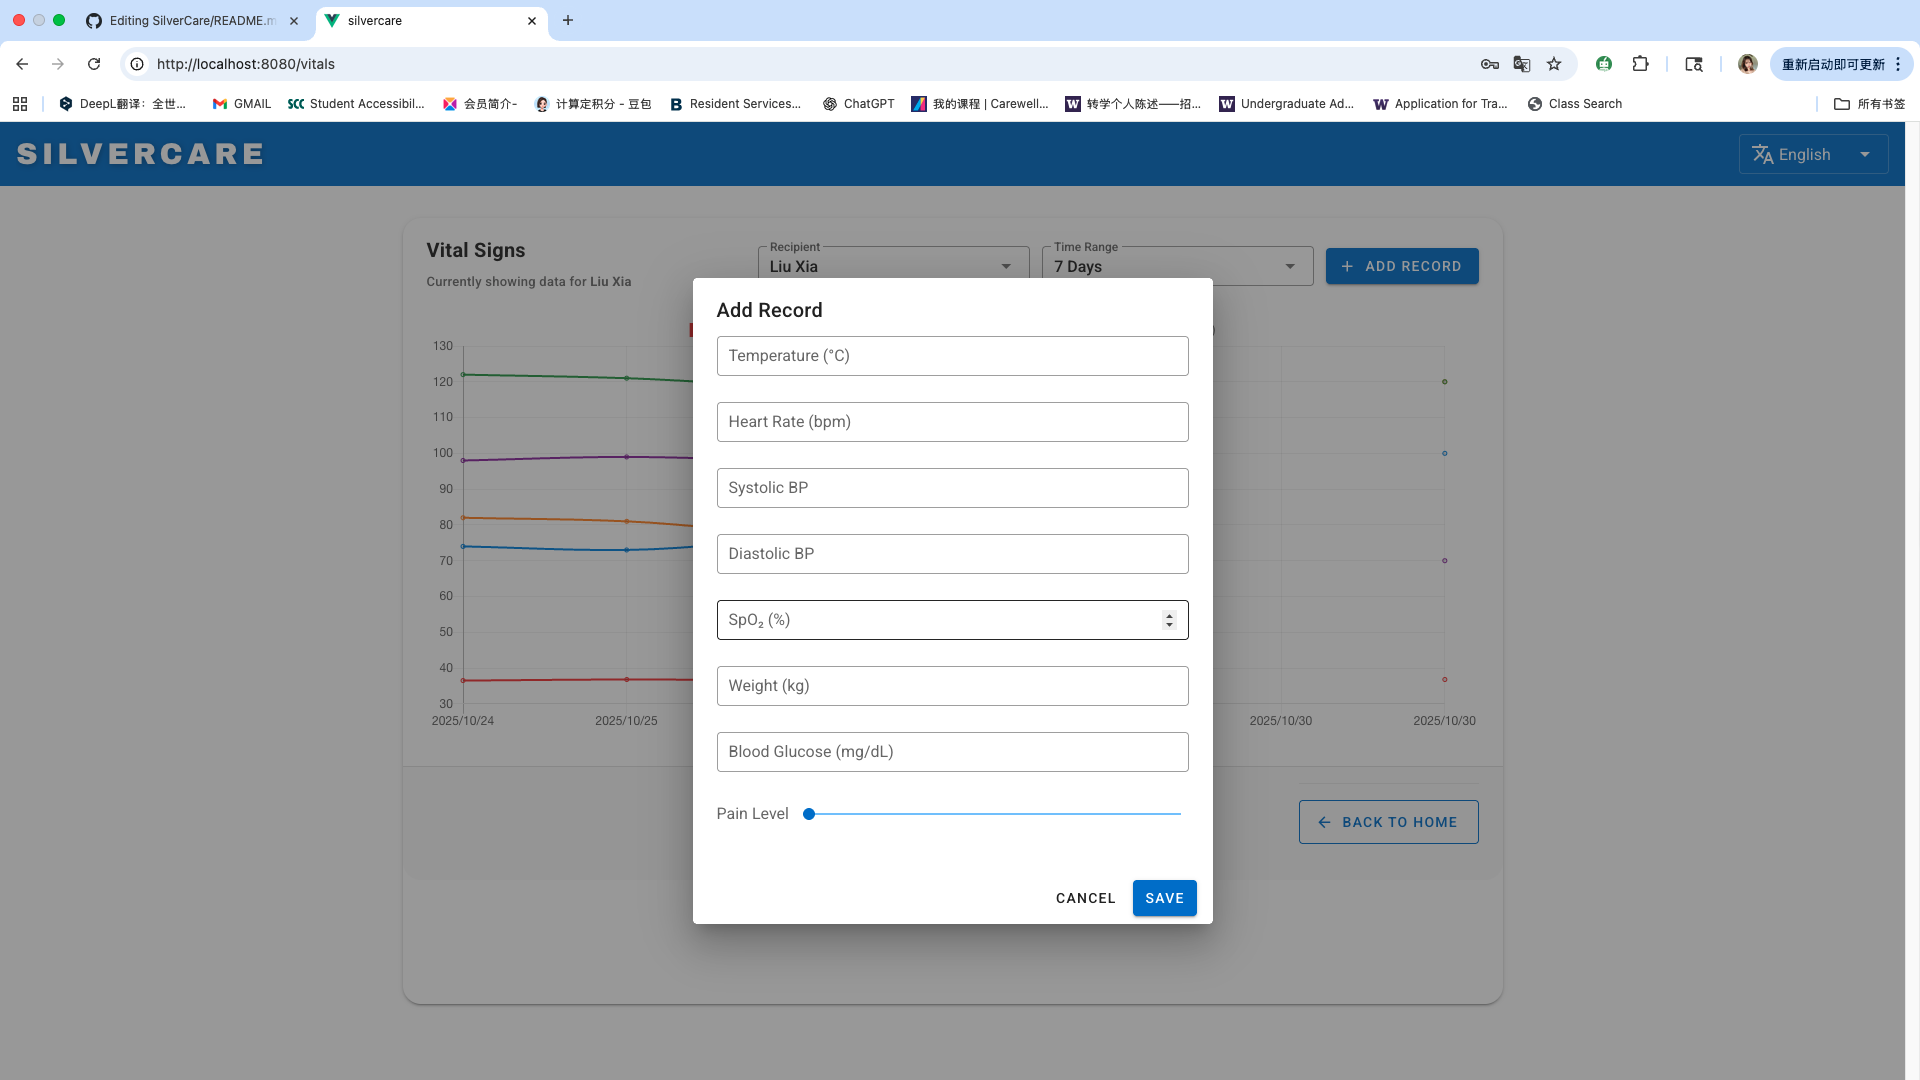 Editing SilverCare/README.m
silvercare
http://localhost:8080/vitals
重新启动即可更新
DeepL翻译：全世...
GMAIL
SCC Student Accessibil...
会员简介-
计算定积分 - 豆包
B Resident Services...
ChatGPT
我的课程 | Carewell...
W 转学个人陈述——招...
W Undergraduate Ad...
W Application for Tra...
Class Search
所有书签
SILVERCARE
English
Vital Signs
Currently showing data for Liu Xia
Recipient
Liu Xia
Time Range
7 Days
+ ADD RECORD
Add Record
Temperature (°C)
Heart Rate (bpm)
Systolic BP
Diastolic BP
SpO₂ (%)
Weight (kg)
Blood Glucose (mg/dL)
Pain Level
CANCEL
SAVE
130
120
110
100
90
80
70
60
50
40
30
2025/10/24
2025/10/25
2025/10/30
2025/10/30
BACK TO HOME